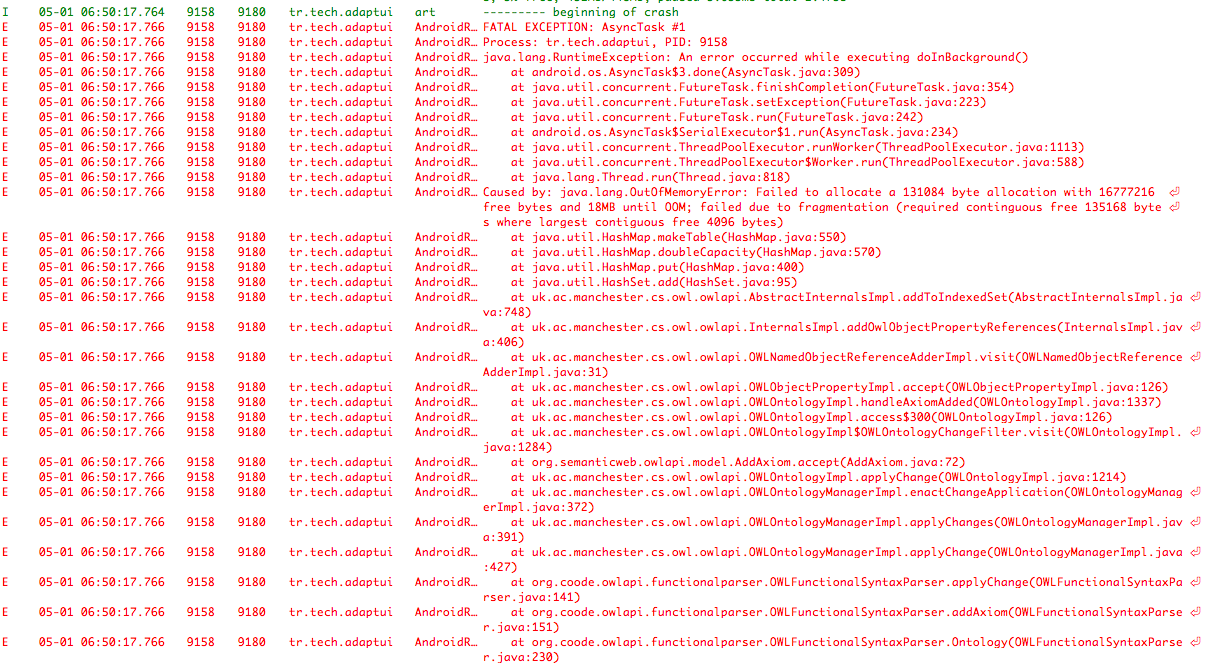 I 05-01 06:50:17.764 9158 9180 tr.tech.adaptui art --------- beginning of crash
E 05-01 06:50:17.766 9158 9180 tr.tech.adaptui AndroidR… FATAL EXCEPTION: AsyncTask #1
E 05-01 06:50:17.766 9158 9180 tr.tech.adaptui AndroidR… Process: tr.tech.adaptui, PID: 9158
E 05-01 06:50:17.766 9158 9180 tr.tech.adaptui AndroidR… java.lang.RuntimeException: An error occurred while executing doInBackground()
E 05-01 06:50:17.766 9158 9180 tr.tech.adaptui AndroidR… at android.os.AsyncTask$3.done(AsyncTask.java:309)
E 05-01 06:50:17.766 9158 9180 tr.tech.adaptui AndroidR… at java.util.concurrent.FutureTask.finishCompletion(FutureTask.java:354)
E 05-01 06:50:17.766 9158 9180 tr.tech.adaptui AndroidR… at java.util.concurrent.FutureTask.setException(FutureTask.java:223)
E 05-01 06:50:17.766 9158 9180 tr.tech.adaptui AndroidR… at java.util.concurrent.FutureTask.run(FutureTask.java:242)
E 05-01 06:50:17.766 9158 9180 tr.tech.adaptui AndroidR… at android.os.AsyncTask$SerialExecutor$1.run(AsyncTask.java:234)
E 05-01 06:50:17.766 9158 9180 tr.tech.adaptui AndroidR… at java.util.concurrent.ThreadPoolExecutor.runWorker(ThreadPoolExecutor.java:1113)
E 05-01 06:50:17.766 9158 9180 tr.tech.adaptui AndroidR… at java.util.concurrent.ThreadPoolExecutor$Worker.run(ThreadPoolExecutor.java:588)
E 05-01 06:50:17.766 9158 9180 tr.tech.adaptui AndroidR… at java.lang.Thread.run(Thread.java:818)
E 05-01 06:50:17.766 9158 9180 tr.tech.adaptui AndroidR… Caused by: java.lang.OutOfMemoryError: Failed to allocate a 131084 byte allocation with 16777216 ⏎
free bytes and 18MB until OOM; failed due to fragmentation (required continguous free 135168 byte ⏎
s where largest contiguous free 4096 bytes)
E 05-01 06:50:17.766 9158 9180 tr.tech.adaptui AndroidR… at java.util.HashMap.makeTable(HashMap.java:550)
E 05-01 06:50:17.766 9158 9180 tr.tech.adaptui AndroidR… at java.util.HashMap.doubleCapacity(HashMap.java:570)
E 05-01 06:50:17.766 9158 9180 tr.tech.adaptui AndroidR… at java.util.HashMap.put(HashMap.java:400)
E 05-01 06:50:17.766 9158 9180 tr.tech.adaptui AndroidR… at java.util.HashSet.add(HashSet.java:95)
E 05-01 06:50:17.766 9158 9180 tr.tech.adaptui AndroidR… at uk.ac.manchester.cs.owl.owlapi.AbstractInternalsImpl.addToIndexedSet(AbstractInternalsImpl.ja ⏎
va:748)
E 05-01 06:50:17.766 9158 9180 tr.tech.adaptui AndroidR… at uk.ac.manchester.cs.owl.owlapi.InternalsImpl.addOwlObjectPropertyReferences(InternalsImpl.jav ⏎
a:406)
E 05-01 06:50:17.766 9158 9180 tr.tech.adaptui AndroidR… at uk.ac.manchester.cs.owl.owlapi.OWLNamedObjectReferenceAdderImpl.visit(OWLNamedObjectReference ⏎
AdderImpl.java:31)
E 05-01 06:50:17.766 9158 9180 tr.tech.adaptui AndroidR… at uk.ac.manchester.cs.owl.owlapi.OWLObjectPropertyImpl.accept(OWLObjectPropertyImpl.java:126)
E 05-01 06:50:17.766 9158 9180 tr.tech.adaptui AndroidR… at uk.ac.manchester.cs.owl.owlapi.OWLOntologyImpl.handleAxiomAdded(OWLOntologyImpl.java:1337)
E 05-01 06:50:17.766 9158 9180 tr.tech.adaptui AndroidR… at uk.ac.manchester.cs.owl.owlapi.OWLOntologyImpl.access$300(OWLOntologyImpl.java:126)
E 05-01 06:50:17.766 9158 9180 tr.tech.adaptui AndroidR… at uk.ac.manchester.cs.owl.owlapi.OWLOntologyImpl$OWLOntologyChangeFilter.visit(OWLOntologyImpl. ⏎
java:1284)
E 05-01 06:50:17.766 9158 9180 tr.tech.adaptui AndroidR… at org.semanticweb.owlapi.model.AddAxiom.accept(AddAxiom.java:72)
E 05-01 06:50:17.766 9158 9180 tr.tech.adaptui AndroidR… at uk.ac.manchester.cs.owl.owlapi.OWLOntologyImpl.applyChange(OWLOntologyImpl.java:1214)
E 05-01 06:50:17.766 9158 9180 tr.tech.adaptui AndroidR… at uk.ac.manchester.cs.owl.owlapi.OWLOntologyManagerImpl.enactChangeApplication(OWLOntologyManag ⏎
erImpl.java:372)
E 05-01 06:50:17.766 9158 9180 tr.tech.adaptui AndroidR… at uk.ac.manchester.cs.owl.owlapi.OWLOntologyManagerImpl.applyChanges(OWLOntologyManagerImpl.jav ⏎
a:391)
E 05-01 06:50:17.766 9158 9180 tr.tech.adaptui AndroidR… at uk.ac.manchester.cs.owl.owlapi.OWLOntologyManagerImpl.applyChange(OWLOntologyManagerImpl.java ⏎
:427)
E 05-01 06:50:17.766 9158 9180 tr.tech.adaptui AndroidR… at org.coode.owlapi.functionalparser.OWLFunctionalSyntaxParser.applyChange(OWLFunctionalSyntaxPa ⏎
rser.java:141)
E 05-01 06:50:17.766 9158 9180 tr.tech.adaptui AndroidR… at org.coode.owlapi.functionalparser.OWLFunctionalSyntaxParser.addAxiom(OWLFunctionalSyntaxParse ⏎
r.java:151)
E 05-01 06:50:17.766 9158 9180 tr.tech.adaptui AndroidR… at org.coode.owlapi.functionalparser.OWLFunctionalSyntaxParser.Ontology(OWLFunctionalSyntaxParse ⏎
r.java:230)